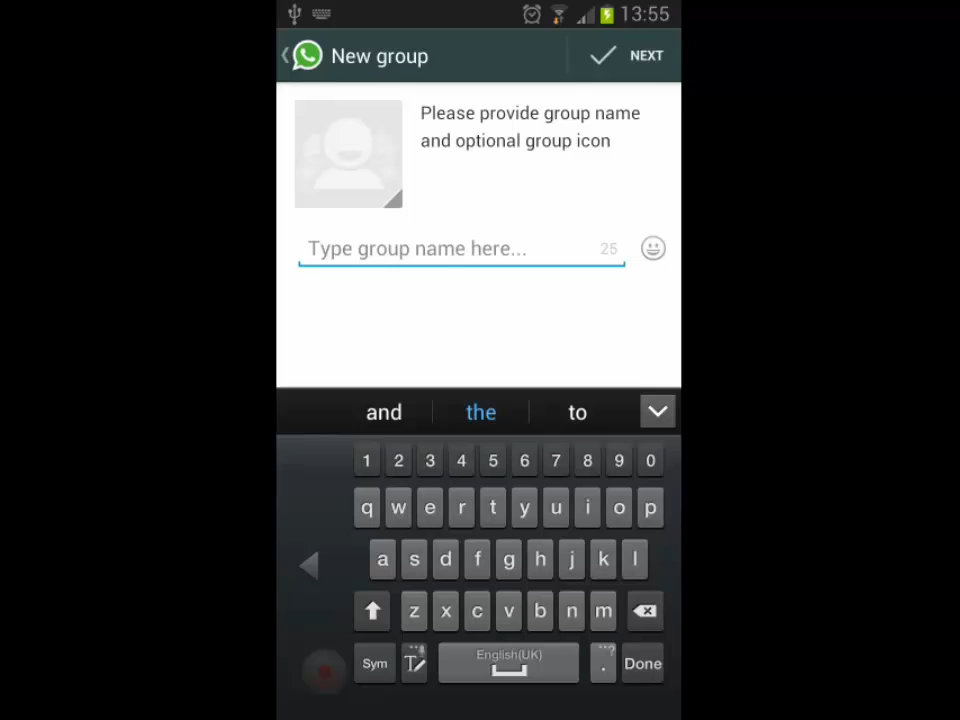 13:55
New group
NEXT
Please provide group name
and optional group icon
Type group name here... 25
and the to
1 2 3 4 5 6 7 8 9 0
q w e r t y u i o p
a s d f g h j k l
z x c v b n m
Sym T English(UK) . ...? Done